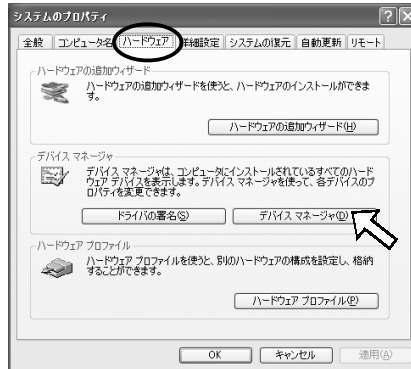 システムのプロパティ
全般 コンピュータ名 ハードウェア 詳細設定 システムの復元 自動更新 リモート
ハードウェアの追加ウィザード
ハードウェアの追加ウィザードを使うと、ハードウェアのインストールができま
す。
ハードウェアの追加ウィザード(H)
デバイス マネージャ
デバイス マネージャは、コンピュータにインストールされているすべてのハード
ウェア デバイスを表示します。デバイス マネージャを使って、各デバイスのプ
ロパティを変更できます。
ドライバの署名(S) デバイス マネージャ(D)
ハードウェア プロファイル
ハードウェア プロファイルを使うと、別のハードウェアの構成を設定し、格納
することができます。
ハードウェア プロファイル(P)
OK キャンセル 適用(A)